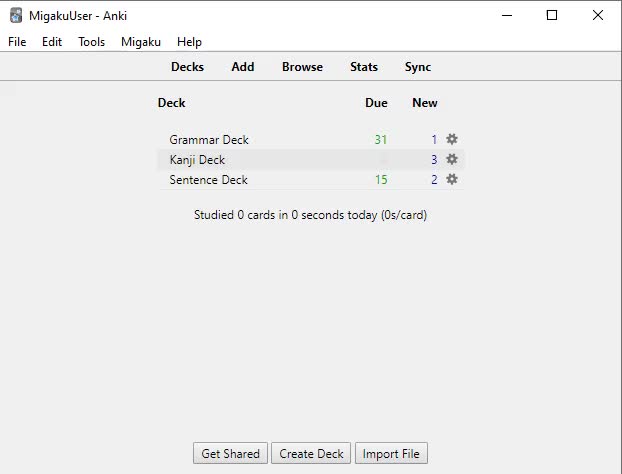 MigakuUser - Anki
File Edit Tools Migaku Help
Decks Add Browse Stats Sync
Deck Due New
Grammar Deck 31 1
Kanji Deck 3
Sentence Deck 15 2
Studied 0 cards in 0 seconds today (0s/card)
Get Shared Create Deck Import File